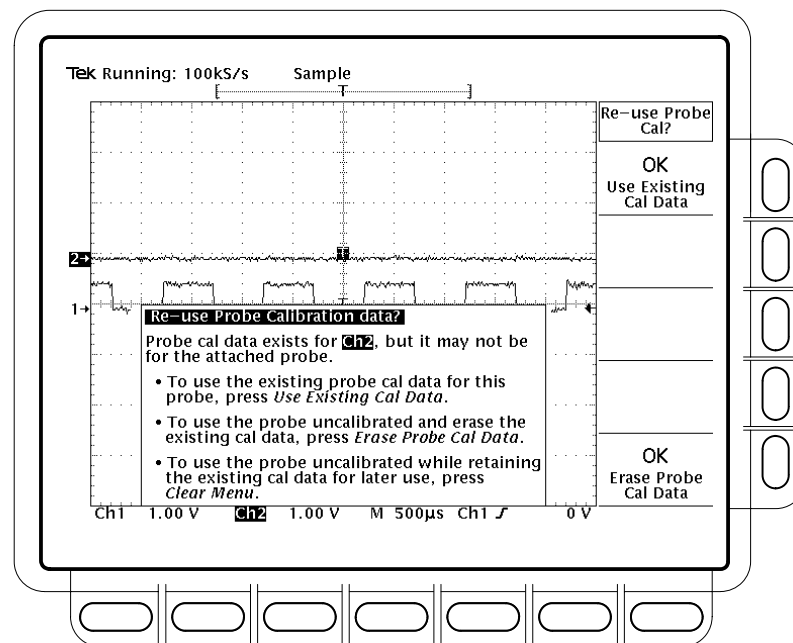 Tek Running: 100kS/s Sample
T
Re-use Probe
Cal?
OK
Use Existing
Cal Data
T
2→
1→
Re-use Probe Calibration data?
Probe cal data exists for Ch2, but it may not be
for the attached probe.
• To use the existing probe cal data for this
probe, press Use Existing Cal Data.
• To use the probe uncalibrated and erase the
existing cal data, press Erase Probe Cal Data.
• To use the probe uncalibrated while retaining
the existing cal data for later use, press
Clear Menu.
OK
Erase Probe
Cal Data
Ch1 1.00 V Ch2 1.00 V M 500µs Ch1 0 V